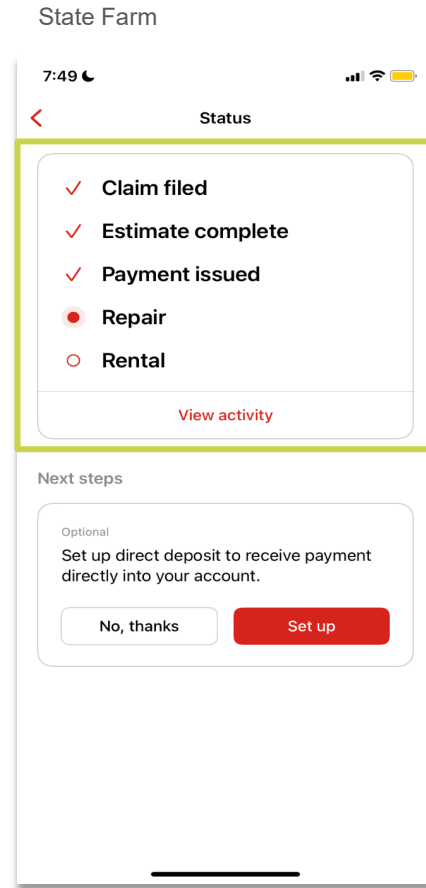 State Farm
7:49
Status
Claim filed
Estimate complete
Payment issued
Repair
Rental
View activity
Next steps
Optional
Set up direct deposit to receive payment
directly into your account.
No, thanks
Set up